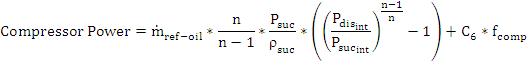 Compressor Power = ṁ_ref−oil * n/(n−1) * P_suc/ρ_suc * ((P_dis_int/P_suc_int)^((n−1)/n) − 1) + C_6 * f_comp